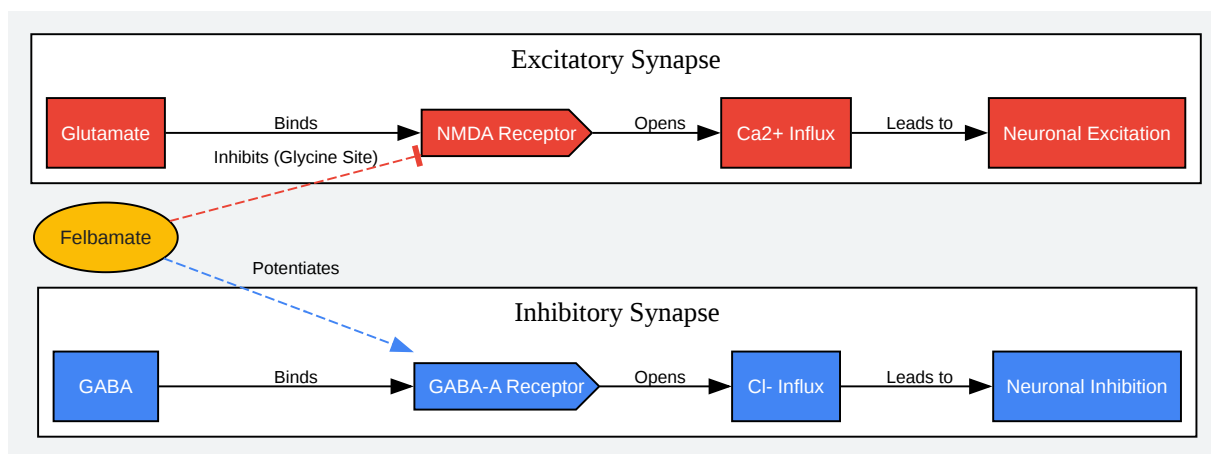 Excitatory Synapse
Glutamate
Binds
NMDA Receptor
Opens
Ca2+ Influx
Leads to
Neuronal Excitation
Inhibits (Glycine Site)
Felbamate
Potentiates
Inhibitory Synapse
GABA
Binds
GABA-A Receptor
Opens
Cl- Influx
Leads to
Neuronal Inhibition